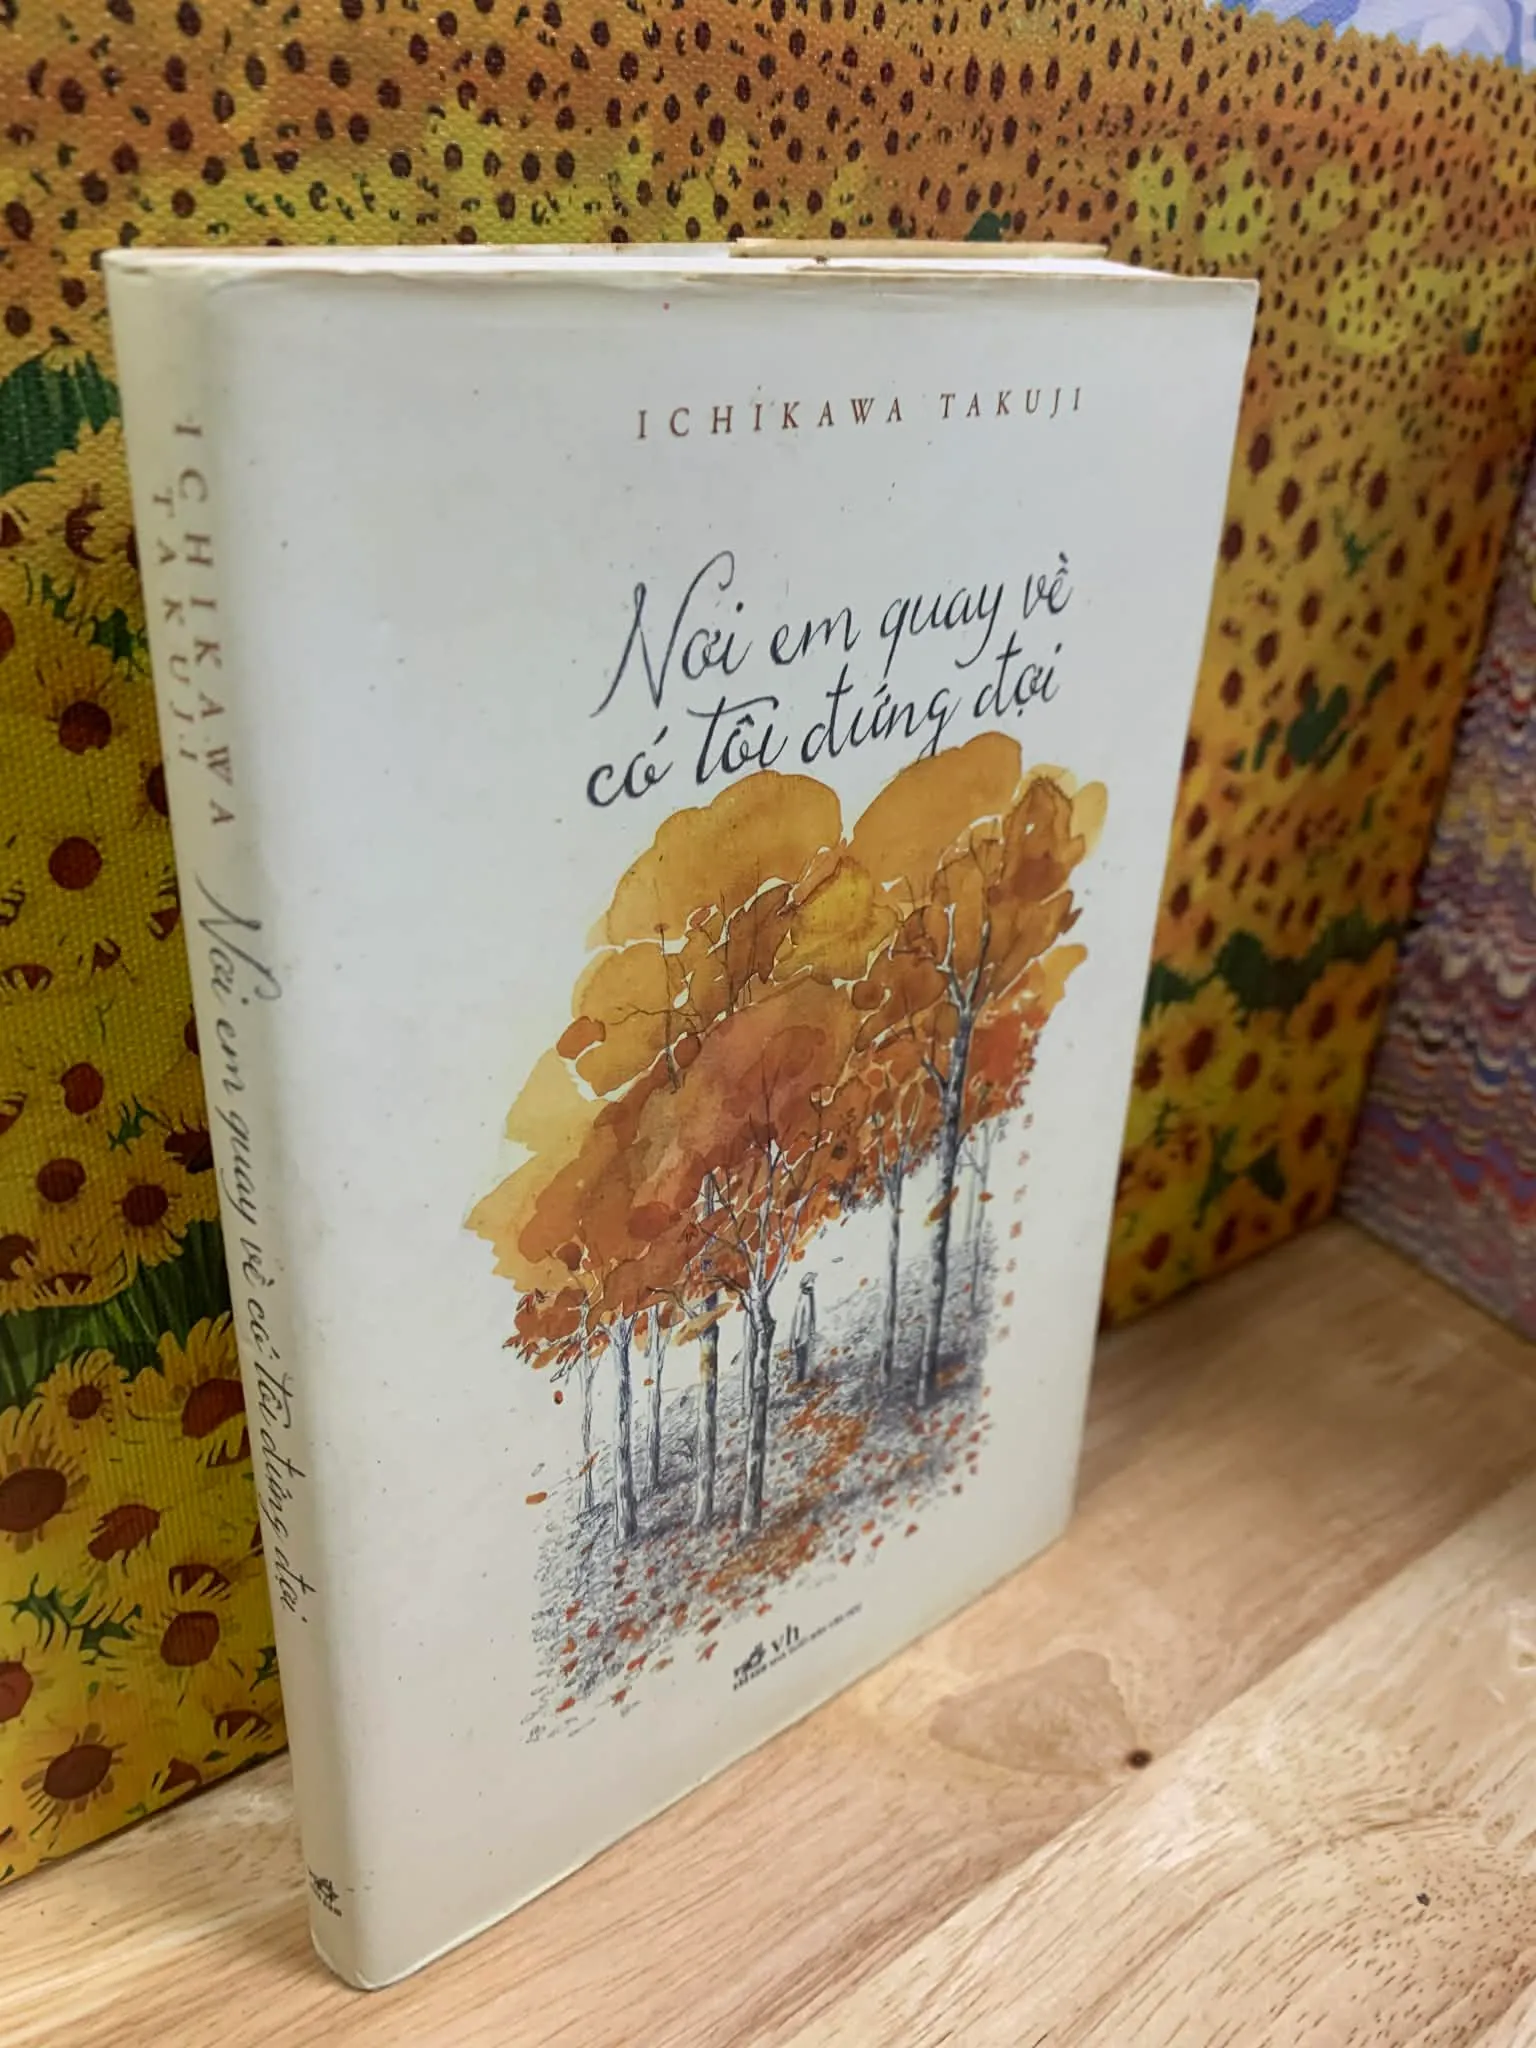 ICHIKAWA TAKUJI
Nơi em quay về
có tôi đứng đợi
vh
ICHIKAWA
TAKUJI
Nơi em quay về có tôi đứng đợi